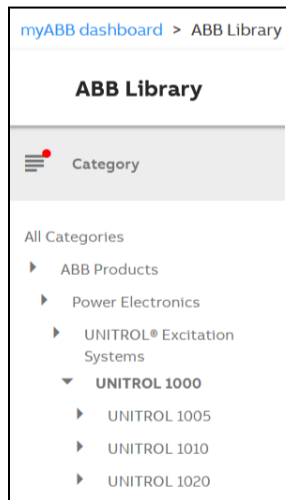 myABB dashboard > ABB Library
ABB Library
Category
All Categories
ABB Products
Power Electronics
UNITROL® Excitation
Systems
UNITROL 1000
UNITROL 1005
UNITROL 1010
UNITROL 1020